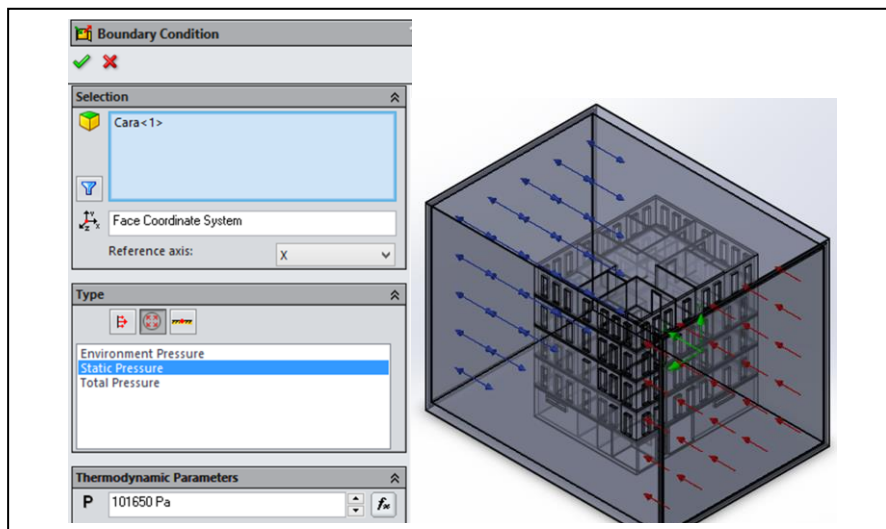 Boundary Condition
Selection
Cara<1>
Face Coordinate System
Reference axis:
X
Type
Environment Pressure
Static Pressure
Total Pressure
Thermodynamic Parameters
P
101650 Pa